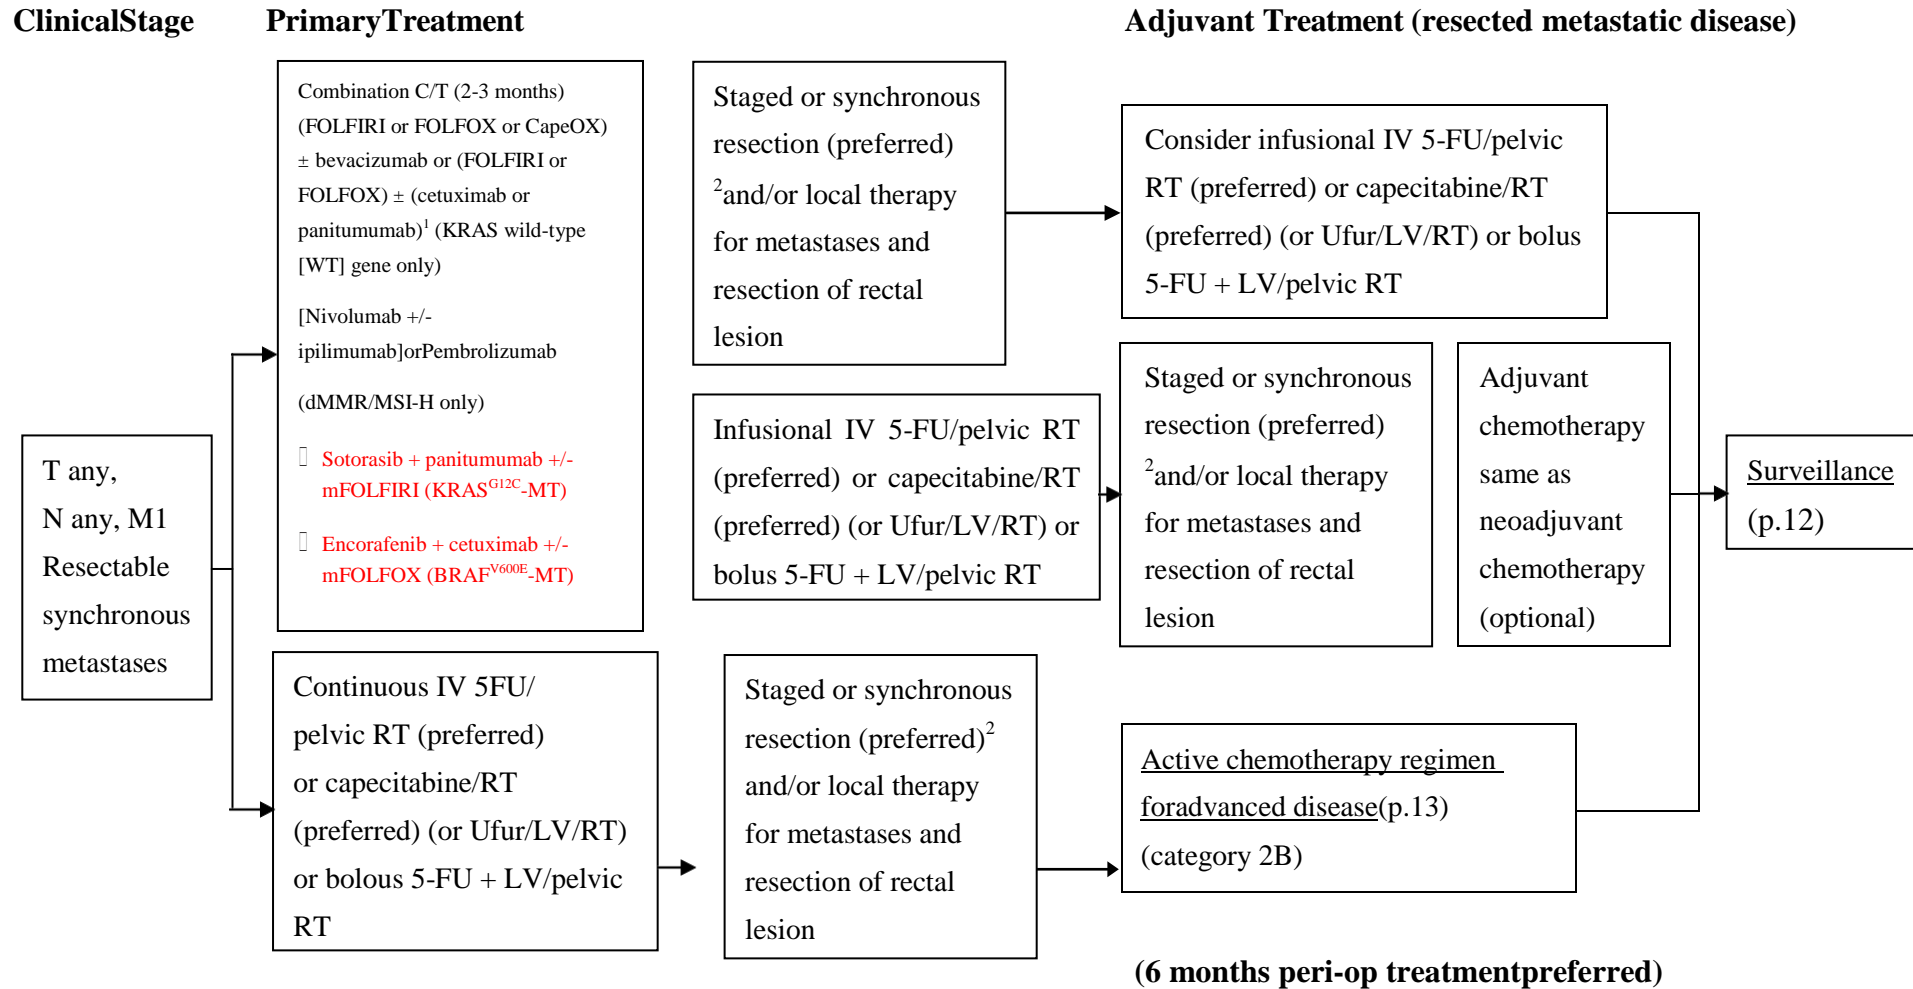 ClinicalStage
PrimaryTreatment
Adjuvant Treatment (resected metastatic disease)
T any,
N any, M1
Resectable
synchronous
metastases
Combination C/T (2-3 months)
(FOLFIRI or FOLFOX or CapeOX)
± bevacizumab or (FOLFIRI or
FOLFOX) ± (cetuximab or
panitumumab)1 (KRAS wild-type
[WT] gene only)
[Nivolumab +/-
ipilimumab]orPembrolizumab
(dMMR/MSI-H only)
Sotorasib + panitumumab +/-
mFOLFIRI (KRASG12C-MT)
Encorafenib + cetuximab +/-
mFOLFOX (BRAFV600E-MT)
Staged or synchronous
resection (preferred)
2and/or local therapy
for metastases and
resection of rectal
lesion
Consider infusional IV 5-FU/pelvic
RT (preferred) or capecitabine/RT
(preferred) (or Ufur/LV/RT) or bolus
5-FU + LV/pelvic RT
Infusional IV 5-FU/pelvic RT
(preferred) or capecitabine/RT
(preferred) (or Ufur/LV/RT) or
bolus 5-FU + LV/pelvic RT
Staged or synchronous
resection (preferred)
2and/or local therapy
for metastases and
resection of rectal
lesion
Adjuvant
chemotherapy
same as
neoadjuvant
chemotherapy
(optional)
Surveillance
(p.12)
Continuous IV 5FU/
pelvic RT (preferred)
or capecitabine/RT
(preferred) (or Ufur/LV/RT)
or bolous 5-FU + LV/pelvic
RT
Staged or synchronous
resection (preferred)2
and/or local therapy
for metastases and
resection of rectal
lesion
Active chemotherapy regimen
foradvanced disease(p.13)
(category 2B)
(6 months peri-op treatmentpreferred)